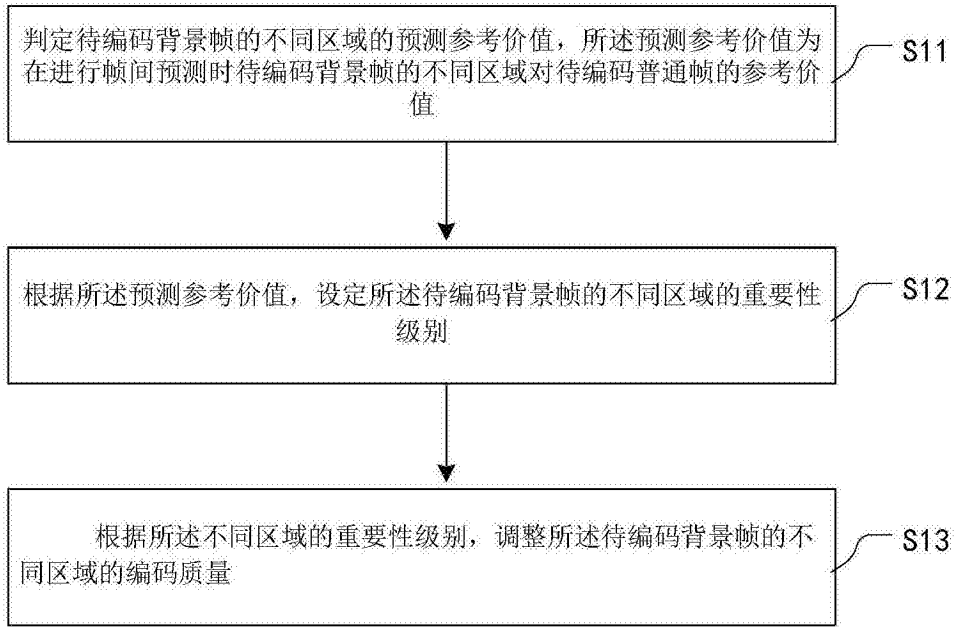 判定待编码背景帧的不同区域的预测参考价值，所述预测参考价值为
在进行帧间预测时待编码背景帧的不同区域对待编码普通帧的参考价
值
S11
根据所述预测参考价值，设定所述待编码背景帧的不同区域的重要性
级别
S12
根据所述不同区域的重要性级别，调整所述待编码背景帧的不
同区域的编码质量
S13